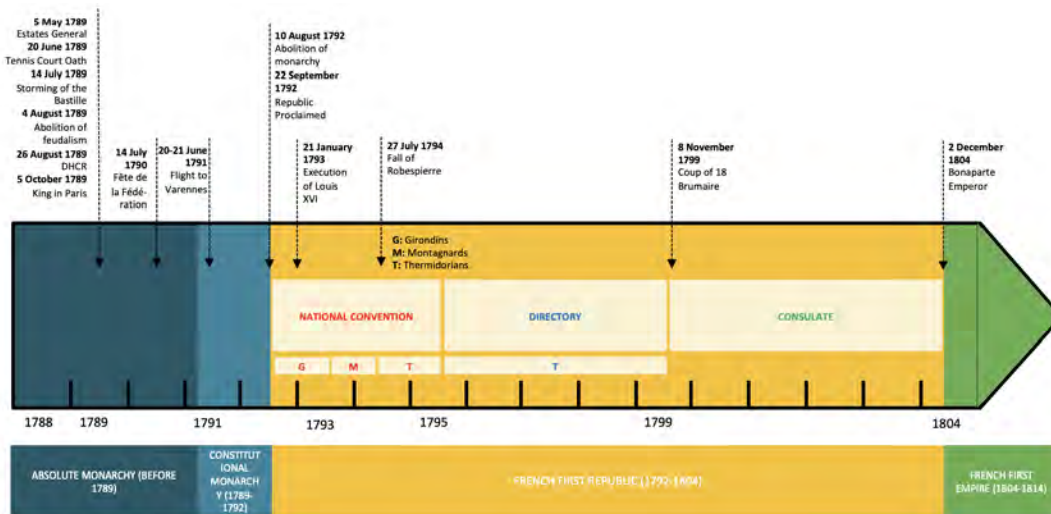 5 May 1789
Estates General
20 June 1789
Tennis Court Oath
14 July 1789
Storming of the
Bastille
4 August 1789
Abolition of
feudalism
26 August 1789
DHCR
5 October 1789
King in Paris
14 July
1790
Fête de
la Fédé-
ration
20-21 June
1791
Flight to
Varennes
10 August 1792
Abolition of
monarchy
22 September
1792
Republic
Proclaimed
21 January
1793
Execution
of Louis
XVI
27 July 1794
Fall of
Robespierre
8 November
1799
Coup of 18
Brumaire
2 December
1804
Bonaparte
Emperor
G: Girondins
M: Montagnards
T: Thermidorians
NATIONAL CONVENTION
DIRECTORY
CONSULATE
G
M
T
T
1788
1789
1791
1793
1795
1799
1804
ABSOLUTE MONARCHY (BEFORE
1789)
CONSTITUT
IONAL
MONARCH
Y (1789-
1792)
FRENCH FIRST REPUBLIC (1792-1804)
FRENCH FIRST
EMPIRE (1804-1814)